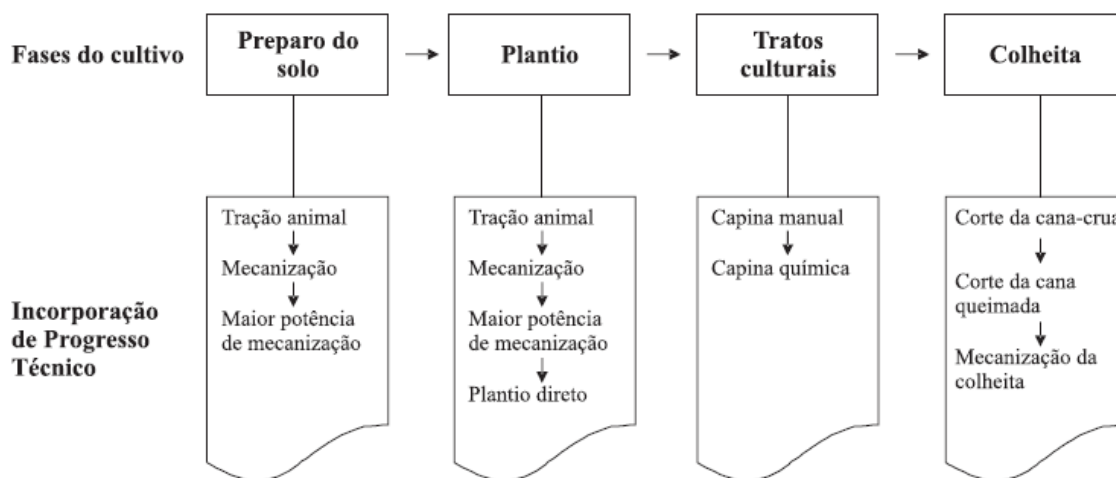 Fases do cultivo
Preparo do
solo
Plantio
Tratos
culturais
Colheita
Incorporação
de Progresso
Técnico
Tração animal
Mecanização
Maior potência
de mecanização
Tração animal
Mecanização
Maior potência
de mecanização
Plantio direto
Capina manual
Capina química
Corte da cana-crua
Corte da cana
queimada
Mecanização da
colheita